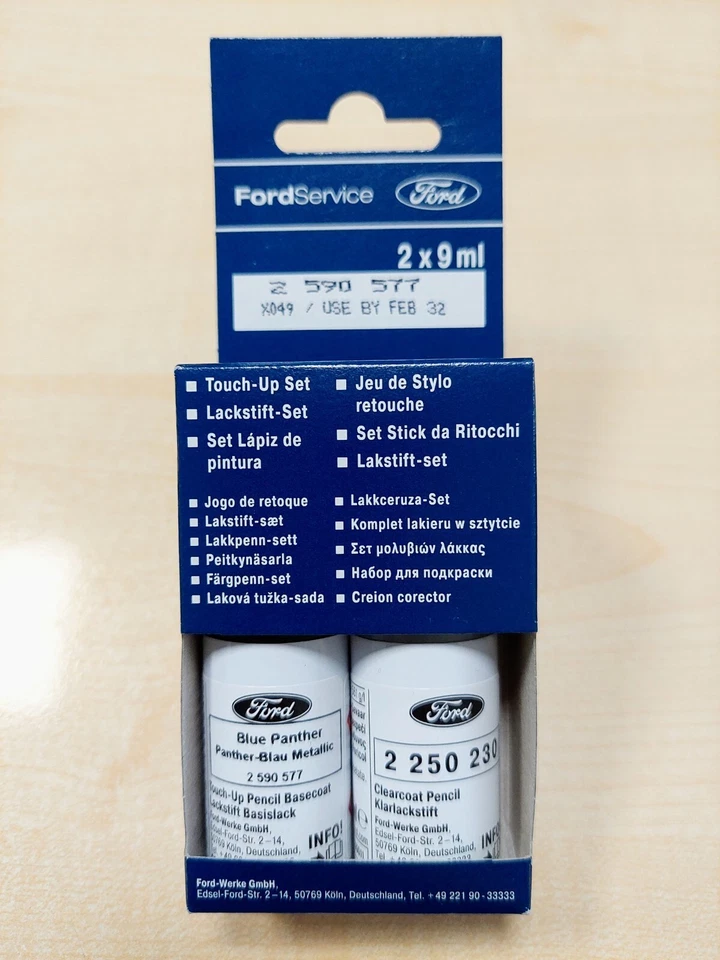 FordService Ford
2 x 9 ml
2 590 577
X049 / USE BY FEB 32
■ Touch-Up Set
■ Lackstift-Set
■ Set Lápiz de
pintura
■ Jeu de Stylo
retouche
■ Set Stick da Ritocchi
■ Lakstift-set
■ Jogo de retoque
■ Lakstift-sæt
■ Lakkpenn-sett
■ Peitkynäsarla
■ Färgpenn-set
■ Laková tužka-sada
■ Lakkceruza-Set
■ Komplet lakieru w sztytcie
■ Σετ μολυβιών λάκκας
■ Набор для подкраски
■ Creion corector
Ford
Blue Panther
Panther-Blau Metallic
2 590 577
Touch-Up Pencil Basecoat
Lackstift Basislack
Ford-Werke GmbH,
Edsel-Ford-Str. 2–14,
50769 Köln, Deutschland,
INFO!
Ford
2 250 230
Clearcoat Pencil
Klarlackstift
Ford-Werke GmbH,
Edsel-Ford-Str. 2–14,
50769 Köln, Deutschland,
Ford-Werke GmbH,
Edsel-Ford-Str. 2–14, 50769 Köln, Deutschland, Tel. +49 221 90-33333